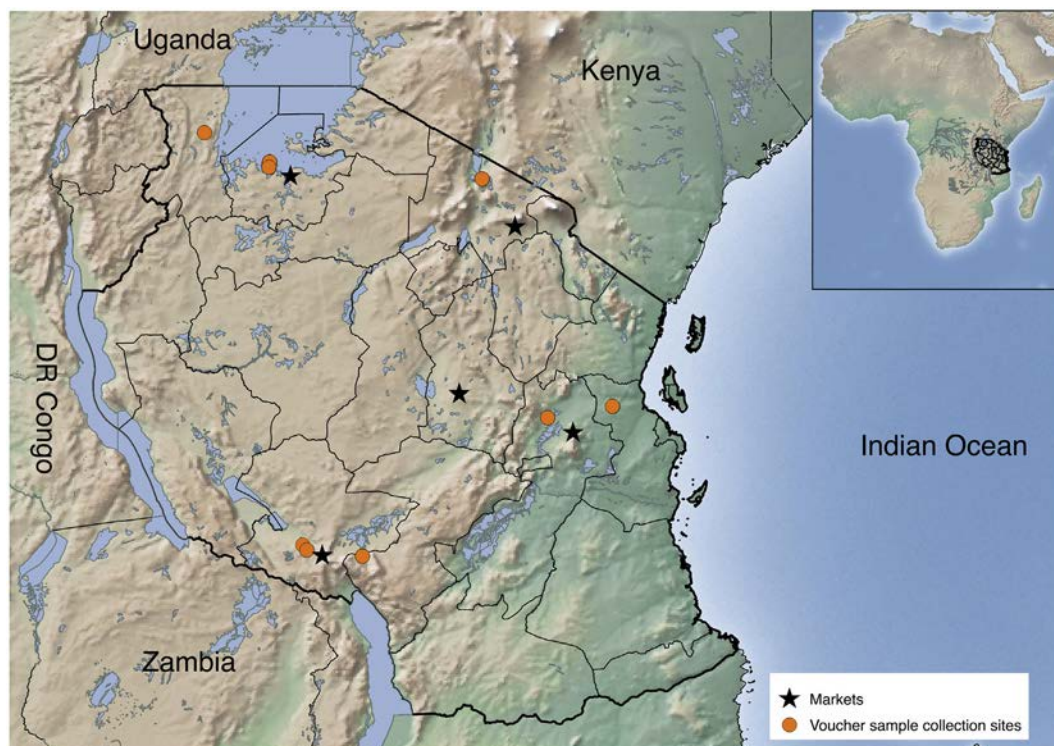 Uganda
Kenya
DR Congo
Indian Ocean
Zambia
Markets
Voucher sample collection sites